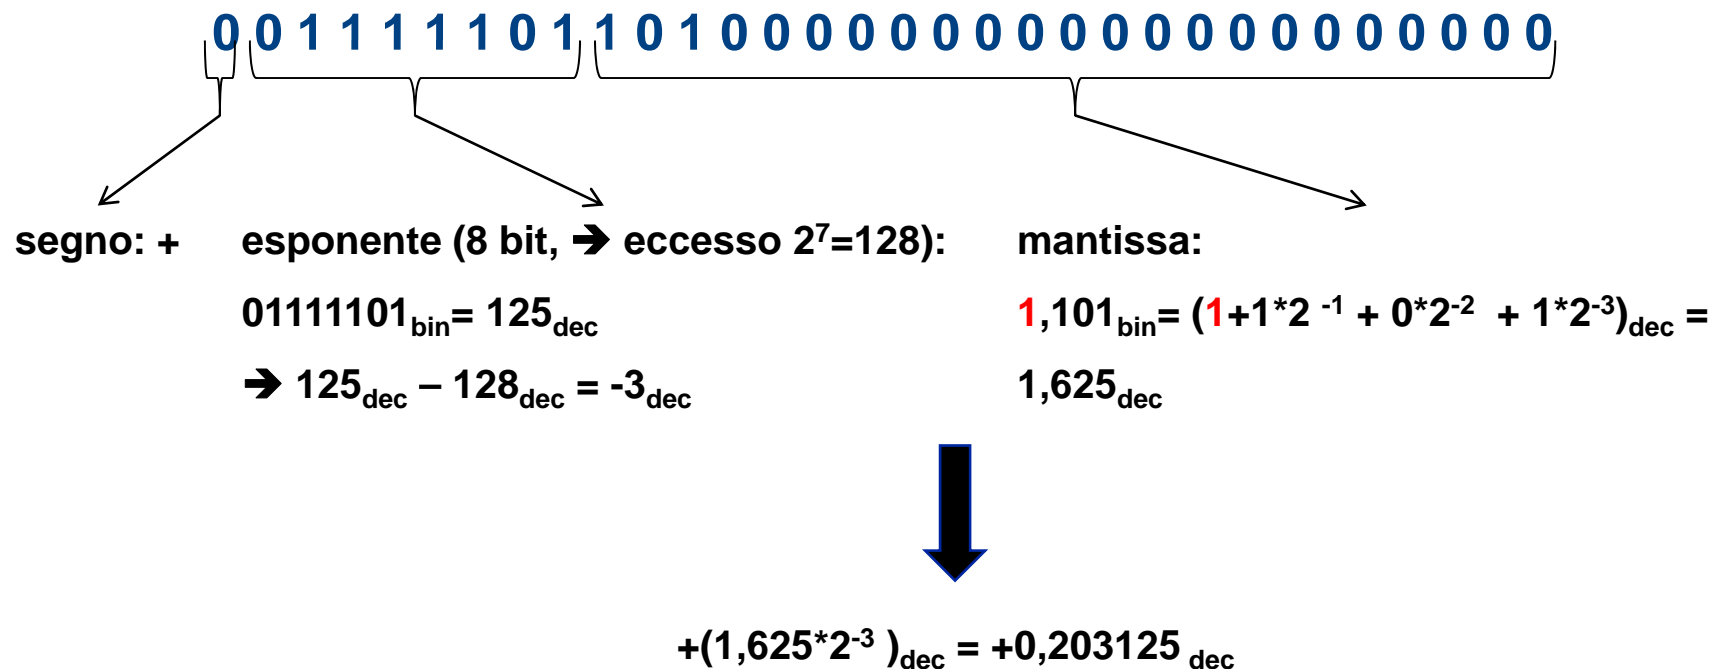 0 0 1 1 1 1 1 0 1 1 0 1 0 0 0 0 0 0 0 0 0 0 0 0 0 0 0 0 0 0 0 0
segno: +
esponente (8 bit, ➔ eccesso 2⁷=128):
01111101bin= 125dec
➔ 125dec – 128dec = -3dec
mantissa:
1,101bin= (1+1*2 ⁻¹ + 0*2⁻² + 1*2⁻³)dec =
1,625dec
+(1,625*2⁻³ )dec = +0,203125 dec